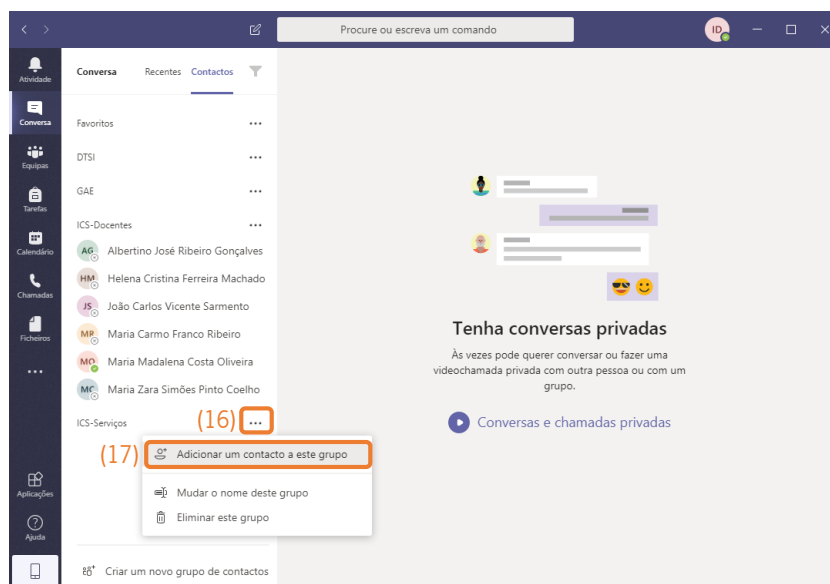 Procure ou escreva um comando
ID
Atividade
Conversa
Equipas
Tarefas
Calendário
Chamadas
Ficheiros
Aplicações
Ajuda
Conversa Recentes Contactos
Favoritos
DTSI
GAE
ICS-Docentes
AG Albertino José Ribeiro Gonçalves
HM Helena Cristina Ferreira Machado
JS João Carlos Vicente Sarmento
MR Maria Carmo Franco Ribeiro
MO Maria Madalena Costa Oliveira
MC Maria Zara Simões Pinto Coelho
ICS-Serviços (16)
(17) Adicionar um contacto a este grupo
Mudar o nome deste grupo
Eliminar este grupo
Criar um novo grupo de contactos
Tenha conversas privadas
Às vezes pode querer conversar ou fazer uma
videochamada privada com outra pessoa ou com um
grupo.
Conversas e chamadas privadas